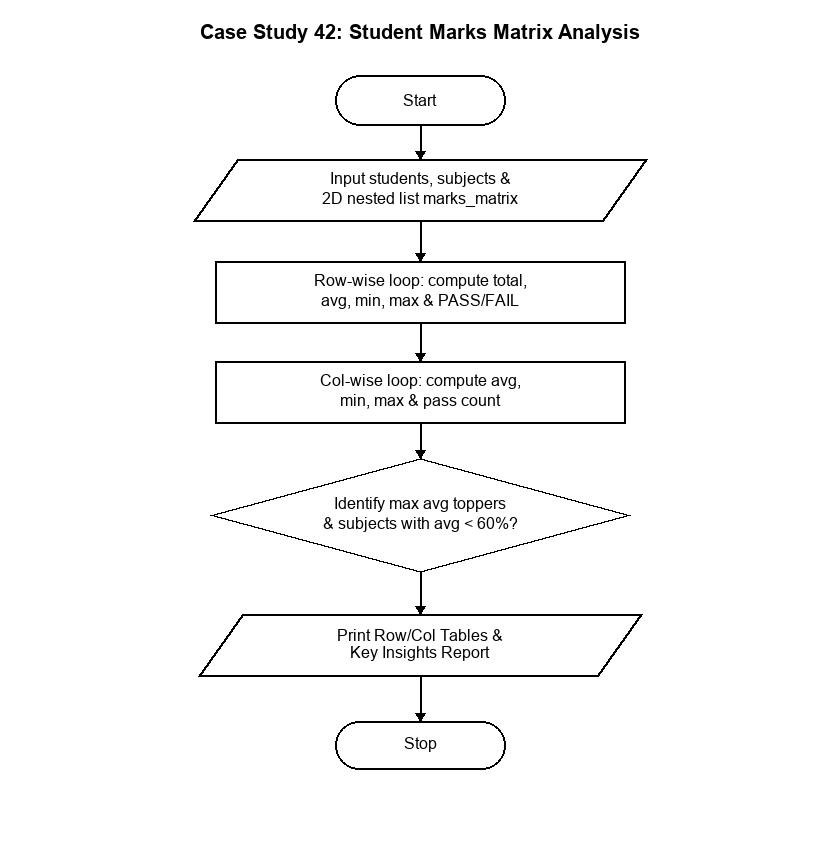 Case Study 42: Student Marks Matrix Analysis
Start
Input students, subjects &
2D nested list marks_matrix
Row-wise loop: compute total,
avg, min, max & PASS/FAIL
Col-wise loop: compute avg,
min, max & pass count
Identify max avg toppers
& subjects with avg < 60%?
Print Row/Col Tables &
Key Insights Report
Stop